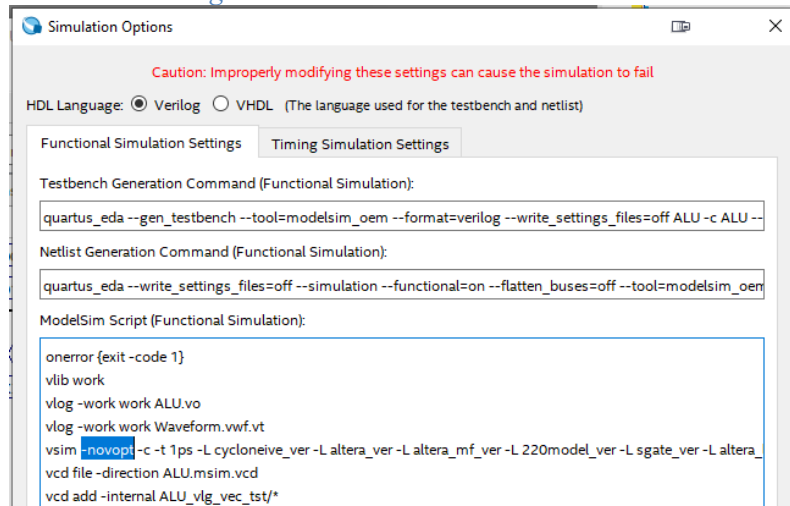 Simulation Options
Caution: Improperly modifying these settings can cause the simulation to fail
HDL Language: Verilog VHDL (The language used for the testbench and netlist)
Functional Simulation Settings Timing Simulation Settings
Testbench Generation Command (Functional Simulation):
quartus_eda --gen_testbench --tool=modelsim_oem --format=verilog --write_settings_files=off ALU -c ALU --
Netlist Generation Command (Functional Simulation):
quartus_eda --write_settings_files=off --simulation --functional=on --flatten_buses=off --tool=modelsim_oem
ModelSim Script (Functional Simulation):
onerror {exit -code 1}
vlib work
vlog -work work ALU.vo
vlog -work work Waveform.vwf.vt
vsim -novopt -c -t 1ps -L cycloneive_ver -L altera_ver -L altera_mf_ver -L 220model_ver -L sgate_ver -L altera_
vcd file -direction ALU.msim.vcd
vcd add -internal ALU_vlg_vec_tst/*